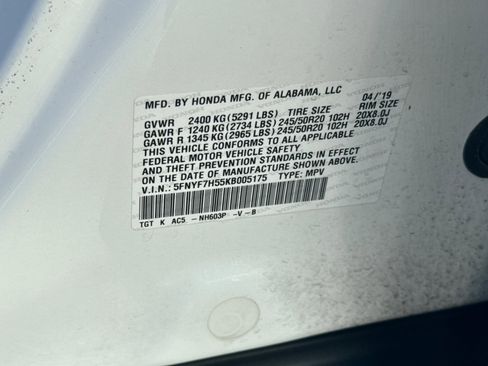 MFD. BY HONDA MFG. OF ALABAMA, LLC 04/'19
GVWR 2400 KG(5291 LBS) TIRE SIZE RIM SIZE
GAWR F 1240 KG(2734 LBS)245/50R20 102H 20X8.0J
GAWR R 1345 KG(2965 LBS)245/50R20 102H 20X8.0J
THIS VEHICLE CONFORMS TO ALL APPLICABLE
FEDERAL MOTOR VEHICLE SAFETY
AND THEFT PREVENTION STANDARDS IN EFFECT
ON THE DATE OF MANUFACTURE SHOWN ABOVE.
V.I.N.: 5FNYF7H55KB005175 TYPE: MPV
TGT K AC5 -NH603P -V-B